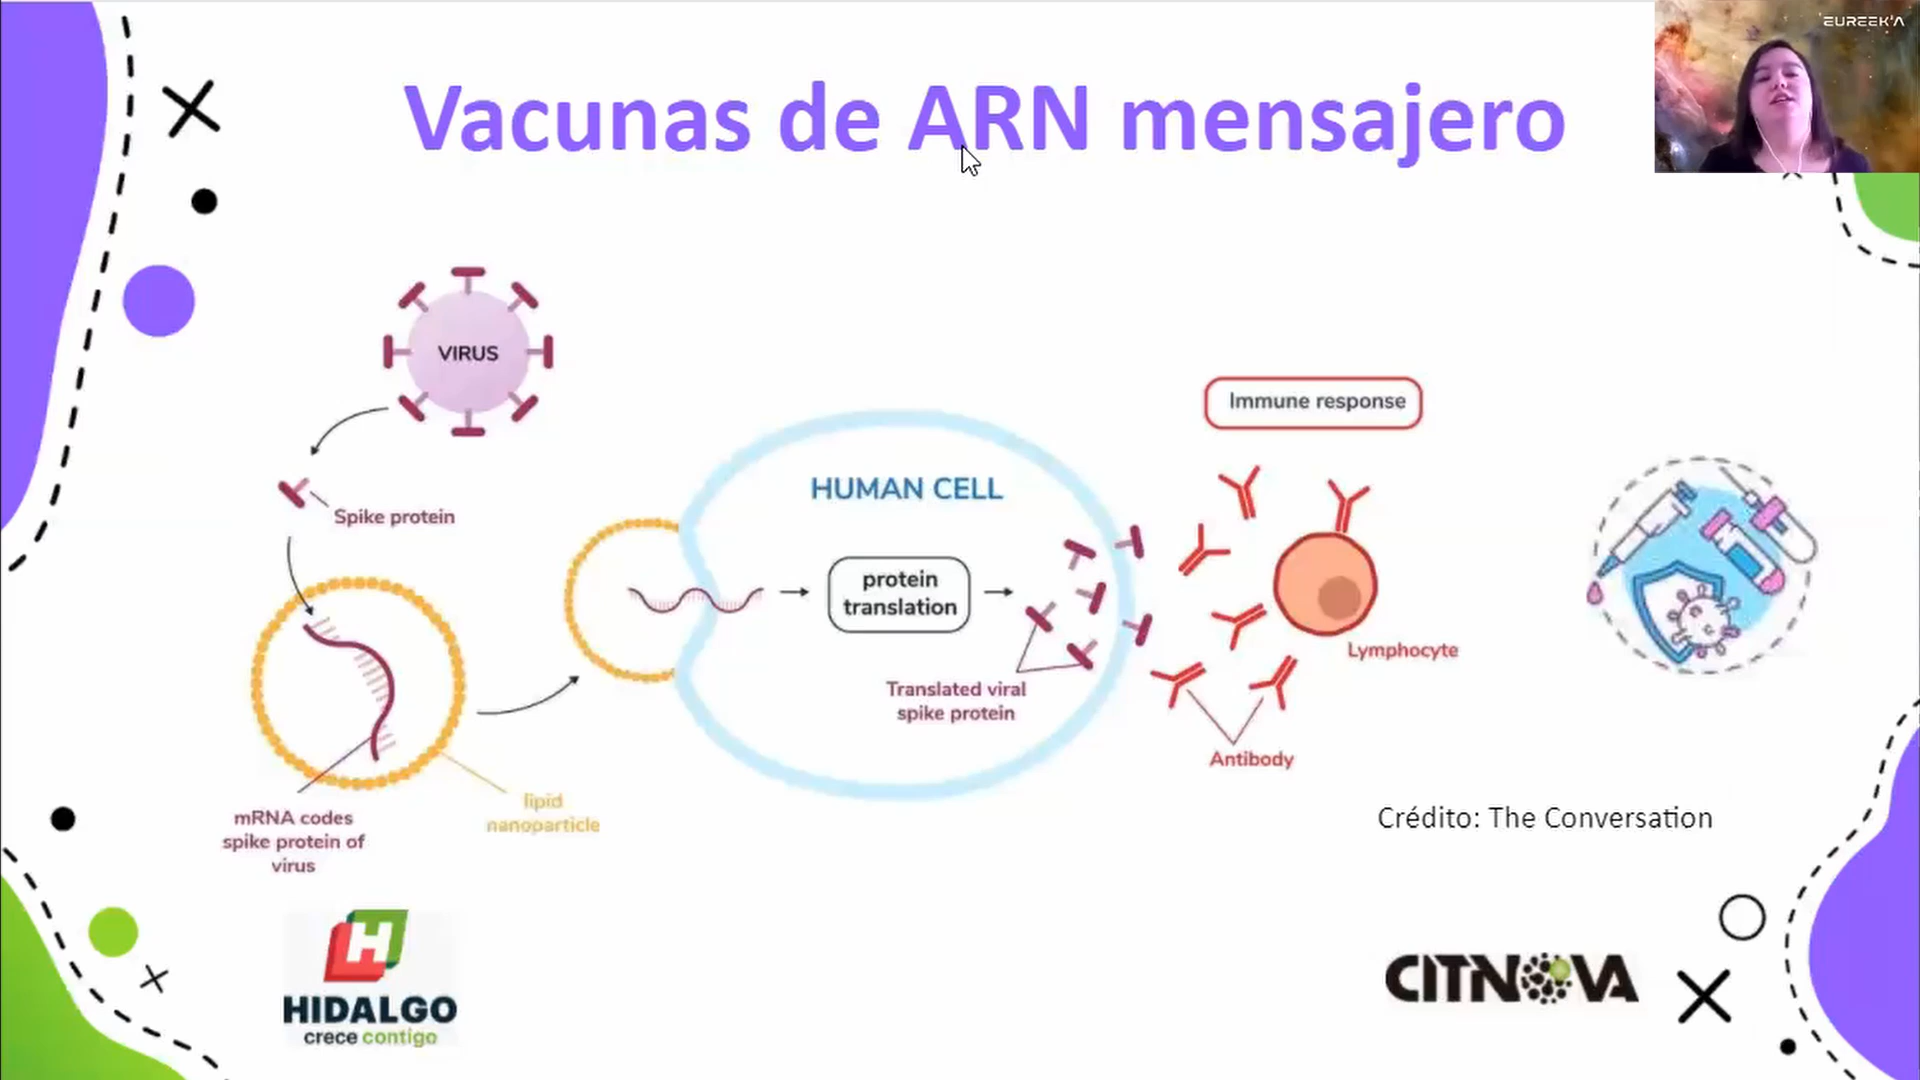 EUREEK'A
Vacunas de ARN mensajero
VIRUS
Spike protein
mRNA codes
spike protein of
virus
lipid
nanoparticle
HUMAN CELL
protein
translation
Translated viral
spike protein
Immune response
Lymphocyte
Antibody
Crédito: The Conversation
H
HIDALGO
crece contigo
CITNOVA